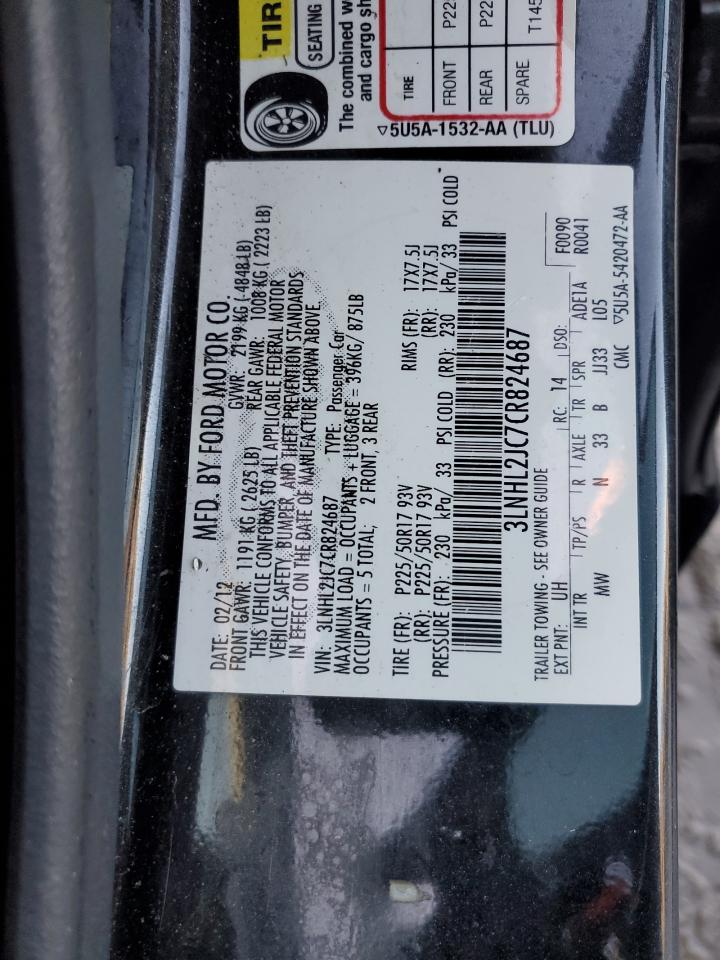 TIR
SEATING
The combined w
and cargo sh
TIRE
FRONT P22
REAR P22
SPARE T145
▽5U5A-1532-AA (TLU)
MFD. BY FORD MOTOR CO.
DATE: 02/12 GVWR: 2199 KG ( 4848 LB)
FRONT GAWR: 1191 KG ( 2625 LB) REAR GAWR: 1008 KG ( 2223 LB)
THIS VEHICLE CONFORMS TO ALL APPLICABLE FEDERAL MOTOR
VEHICLE SAFETY, BUMPER, AND THEFT PREVENTION STANDARDS
IN EFFECT ON THE DATE OF MANUFACTURE SHOWN ABOVE.
VIN: 3LNHL2JC7CR824687 TYPE: Passenger Car
MAXIMUM LOAD = OCCUPANTS + LUGGAGE = 396KG/ 875LB
OCCUPANTS = 5 TOTAL; 2 FRONT, 3 REAR
TIRE (FR): P225/50R17 93V RIMS (FR): 17X7.5J
(RR): P225/50R17 93V (RR): 17X7.5J
PRESSURE (FR): 230 kPa/ 33 PSI COLD (RR): 230 kPa/ 33 PSI COLD
3LNHL2JC7CR824687
TRAILER TOWING - SEE OWNER GUIDE
EXT PNT: UH RC: 14 DSO: F0090
R0041
INT TR TP/PS R AXLE TR SPR ADE1A
MW N 33 B JJ33 L05
CMC ▽5U5A-5420472-AA